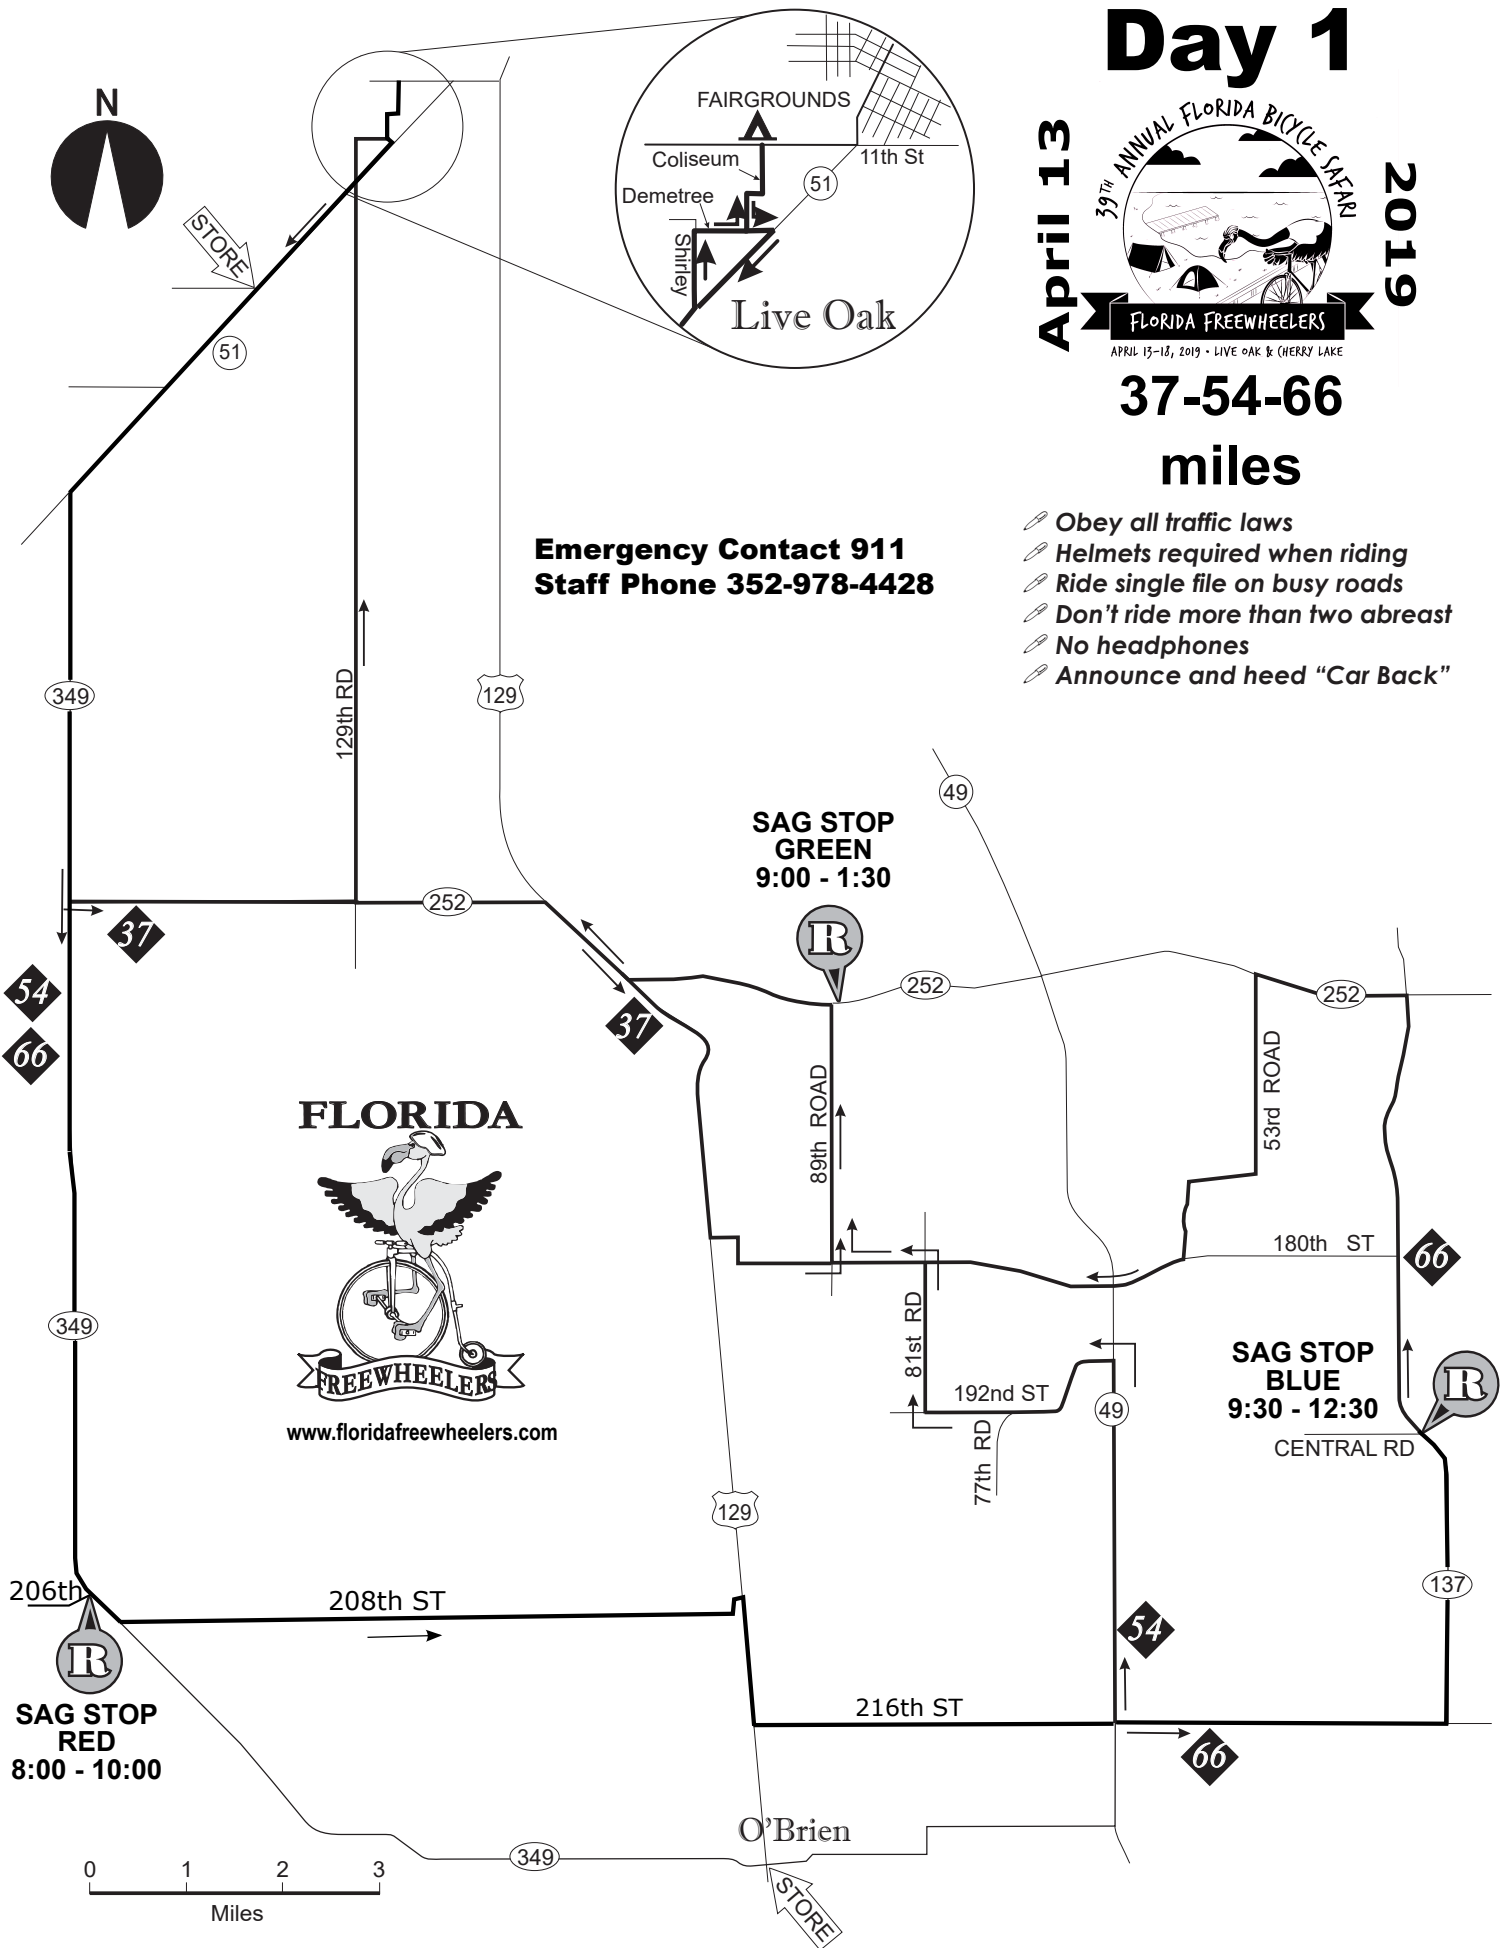 Day 1
April 13
2019
39TH ANNUAL FLORIDA BICYCLE SAFARI
FLORIDA FREEWHEELERS
APRIL 13-18, 2019 • LIVE OAK & CHERRY LAKE
37-54-66
miles
Obey all traffic laws
Helmets required when riding
Ride single file on busy roads
Don't ride more than two abreast
No headphones
Announce and heed “Car Back”
N
FAIRGROUNDS
Coliseum
11th St
51
Demetree
Shirley
Live Oak
STORE
51
Emergency Contact 911
Staff Phone 352-978-4428
349
129th RD
129
49
SAG STOP
GREEN
9:00 - 1:30
R
252
37
54
66
37
252
252
89th ROAD
53rd ROAD
FLORIDA
FREEWHEELERS
www.floridafreewheelers.com
180th ST
66
349
81st RD
192nd ST
77th RD
49
SAG STOP
BLUE
9:30 - 12:30
R
CENTRAL RD
129
137
206th
208th ST
R
SAG STOP
RED
8:00 - 10:00
54
216th ST
66
O'Brien
349
STORE
0 1 2 3
Miles